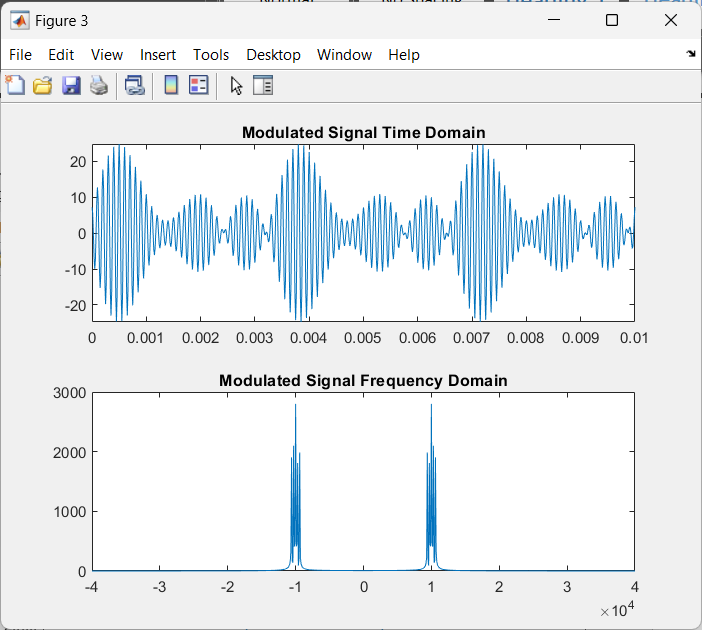 Figure 3
File Edit View Insert Tools Desktop Window Help
Modulated Signal Time Domain
20
10
0
-10
-20
0 0.001 0.002 0.003 0.004 0.005 0.006 0.007 0.008 0.009 0.01
Modulated Signal Frequency Domain
3000
2000
1000
0
-4 -3 -2 -1 0 1 2 3 4
×10⁴